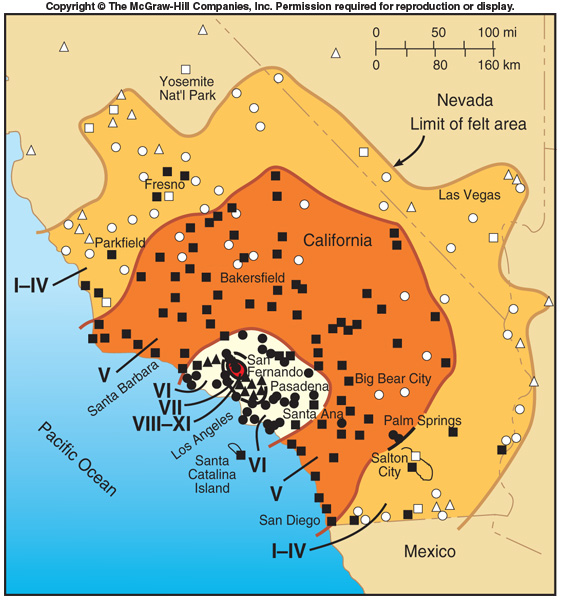 Copyright © The McGraw-Hill Companies, Inc. Permission required for reproduction or display.
0 50 100 mi
0 80 160 km
Yosemite
Nat'l Park
Nevada
Limit of felt area
Fresno
Las Vegas
Parkfield
California
I–IV
Bakersfield
V
Santa Barbara
San
Fernando
Pasadena
Big Bear City
VI
VII
VIII–XI
Los Angeles
Santa Ana
Palm Springs
Pacific Ocean
VI
Santa
Catalina
Island
Salton
City
V
San Diego
I–IV
Mexico